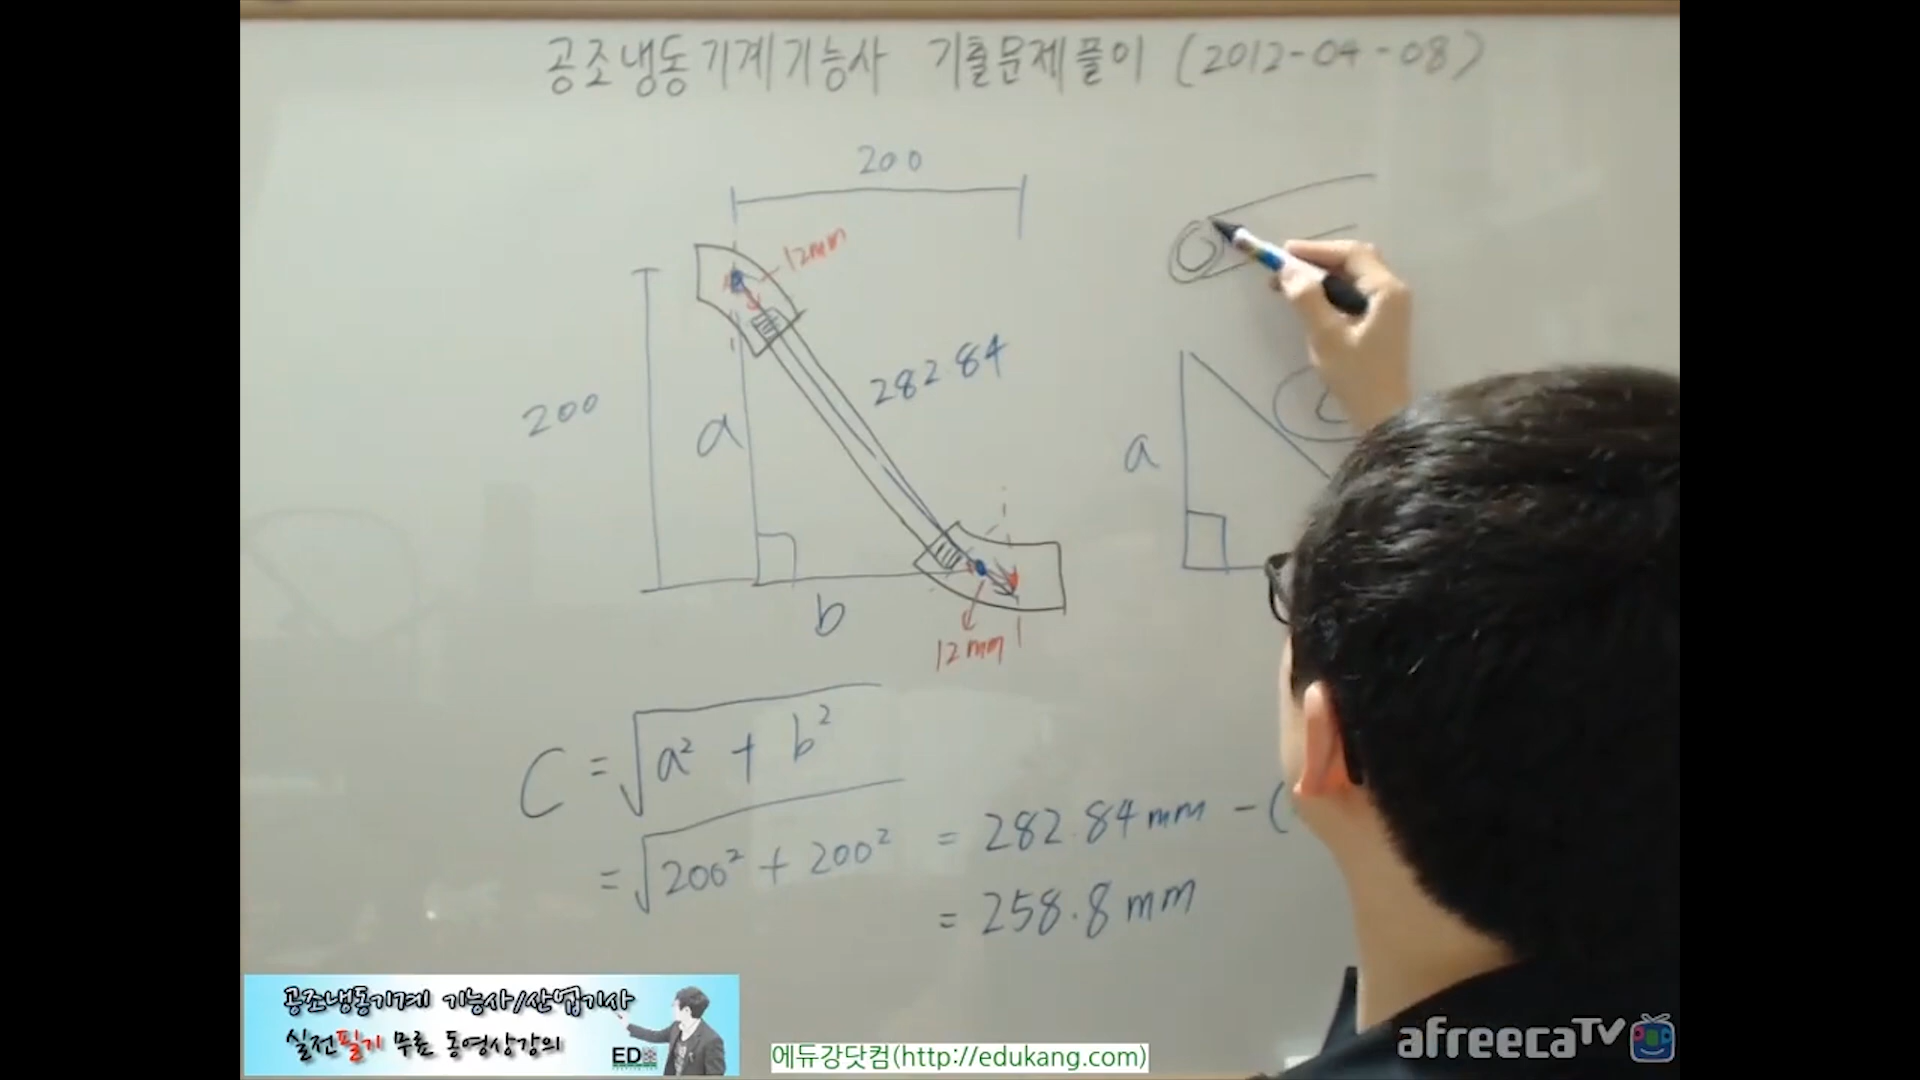 공조냉동기계기능사 기출문제풀이 (2012-04-08)
200
12mm
200
a
282.84
a
b
12mm
C = √a² + b²
= √200² + 200² = 282.84mm - (
= 258.8mm
공조냉동기계 기능사/산업기사
실전필기 무료 동영상강의
EDU
에듀강닷컴(http://edukang.com)
afreecaTV